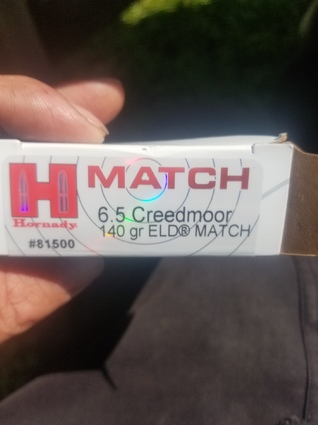 H MATCH
Hornady
6.5 Creedmoor
140 gr ELD® MATCH
#81500